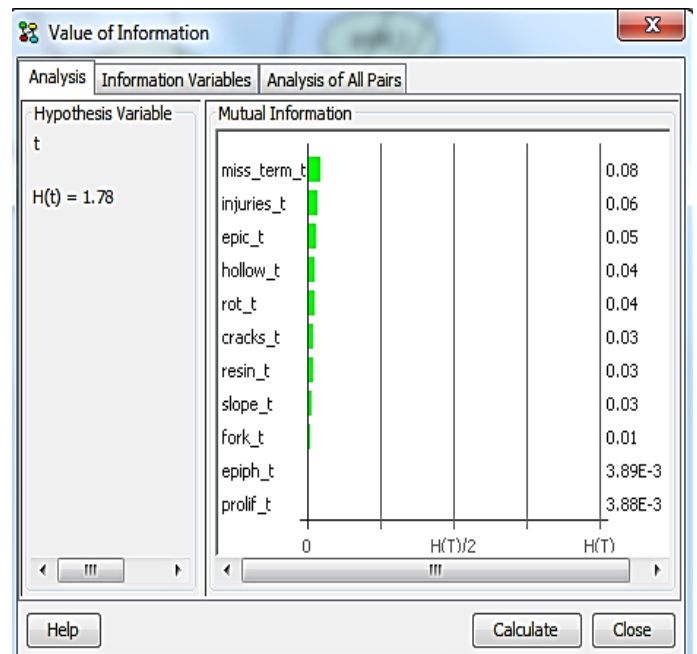 Value of Information
Analysis Information Variables Analysis of All Pairs
Hypothesis Variable
t
H(t) = 1.78
Mutual Information
miss_term_t 0.08
injuries_t 0.06
epic_t 0.05
hollow_t 0.04
rot_t 0.04
cracks_t 0.03
resin_t 0.03
slope_t 0.03
fork_t 0.01
epiph_t 3.89E-3
prolif_t 3.88E-3
0 H(T)/2 H(T)
Help Calculate Close